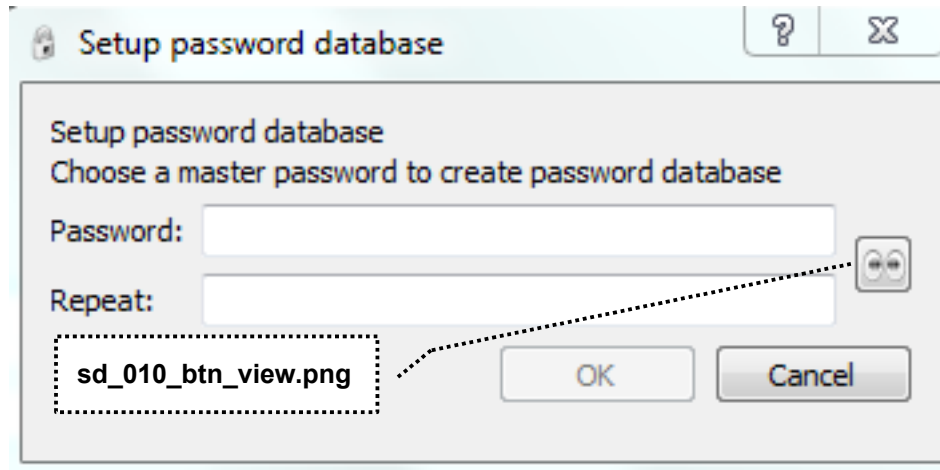 Setup password database
?
Setup password database
Choose a master password to create password database
Password:
Repeat:
sd_010_btn_view.png
OK
Cancel